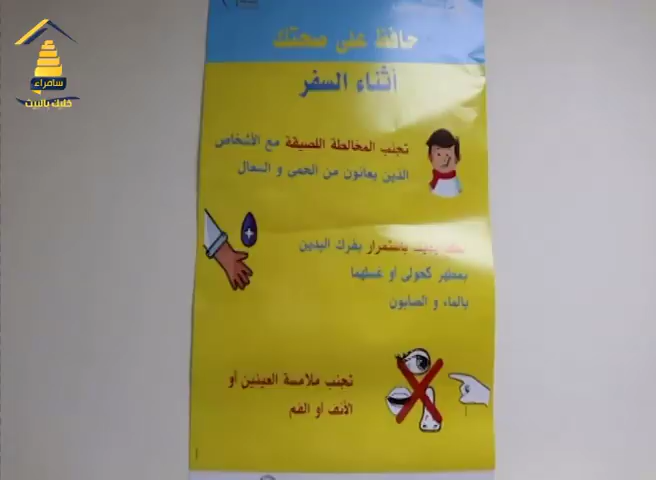 حافظ على صحتك
أثناء السفر
تجنب المخالطة اللصيقة مع الأشخاص
الذين يعانون من الحمى و السعال
باستمرار بفرك اليدين
بمطهر كحولي او غسلهما
بالماء و الصابون
تجنب ملامسة العينين أو
الأنف أو الفم
سامراء
خليك بالبيت